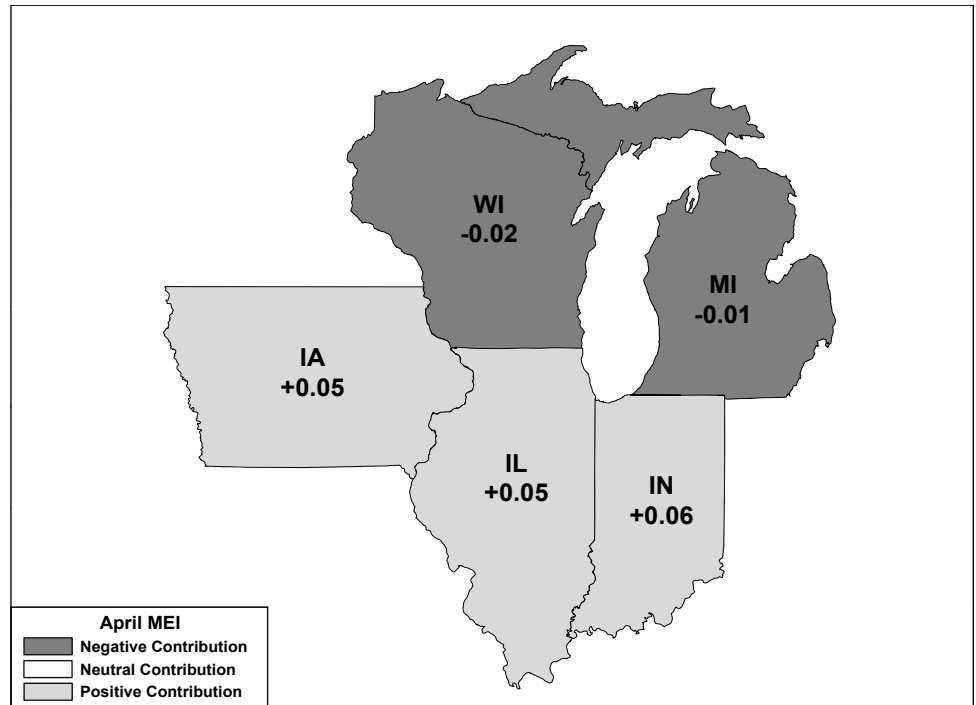 WI
-0.02
MI
-0.01
IA
+0.05
IL
+0.05
IN
+0.06
April MEI
Negative Contribution
Neutral Contribution
Positive Contribution